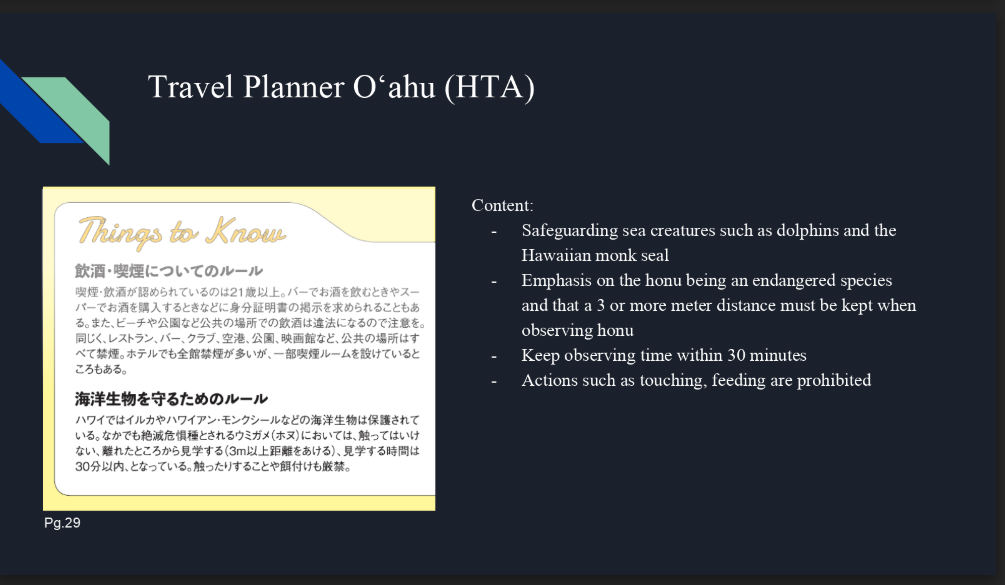 Travel Planner Oʻahu (HTA)
Things to Know
飲酒・喫煙についてのルール
喫煙・飲酒が認められているのは21歳以上。バーでお酒を飲むときやスー
パーでお酒を購入するときなどに身分証明書の掲示を求められることもあ
る。また、ビーチや公園など公共の場所での飲酒は違法になるので注意を。
同じく、レストラン、バー、クラブ、空港、公園、映画館など、公共の場所はす
べて禁煙。ホテルでも全館禁煙が多いが、一部喫煙ルームを設けていると
ころもある。
海洋生物を守るためのルール
ハワイではイルカやハワイアン・モンクシールなどの海洋生物は保護されて
いる。なかでも絶滅危惧種とされるウミガメ(ホヌ)においては、触ってはいけ
ない、離れたところから見学する(3m以上距離をあける)、見学する時間は
30分以内、となっている。触ったりすることや餌付けも厳禁。
Pg.29
Content:
- Safeguarding sea creatures such as dolphins and the
Hawaiian monk seal
- Emphasis on the honu being an endangered species
and that a 3 or more meter distance must be kept when
observing honu
- Keep observing time within 30 minutes
- Actions such as touching, feeding are prohibited